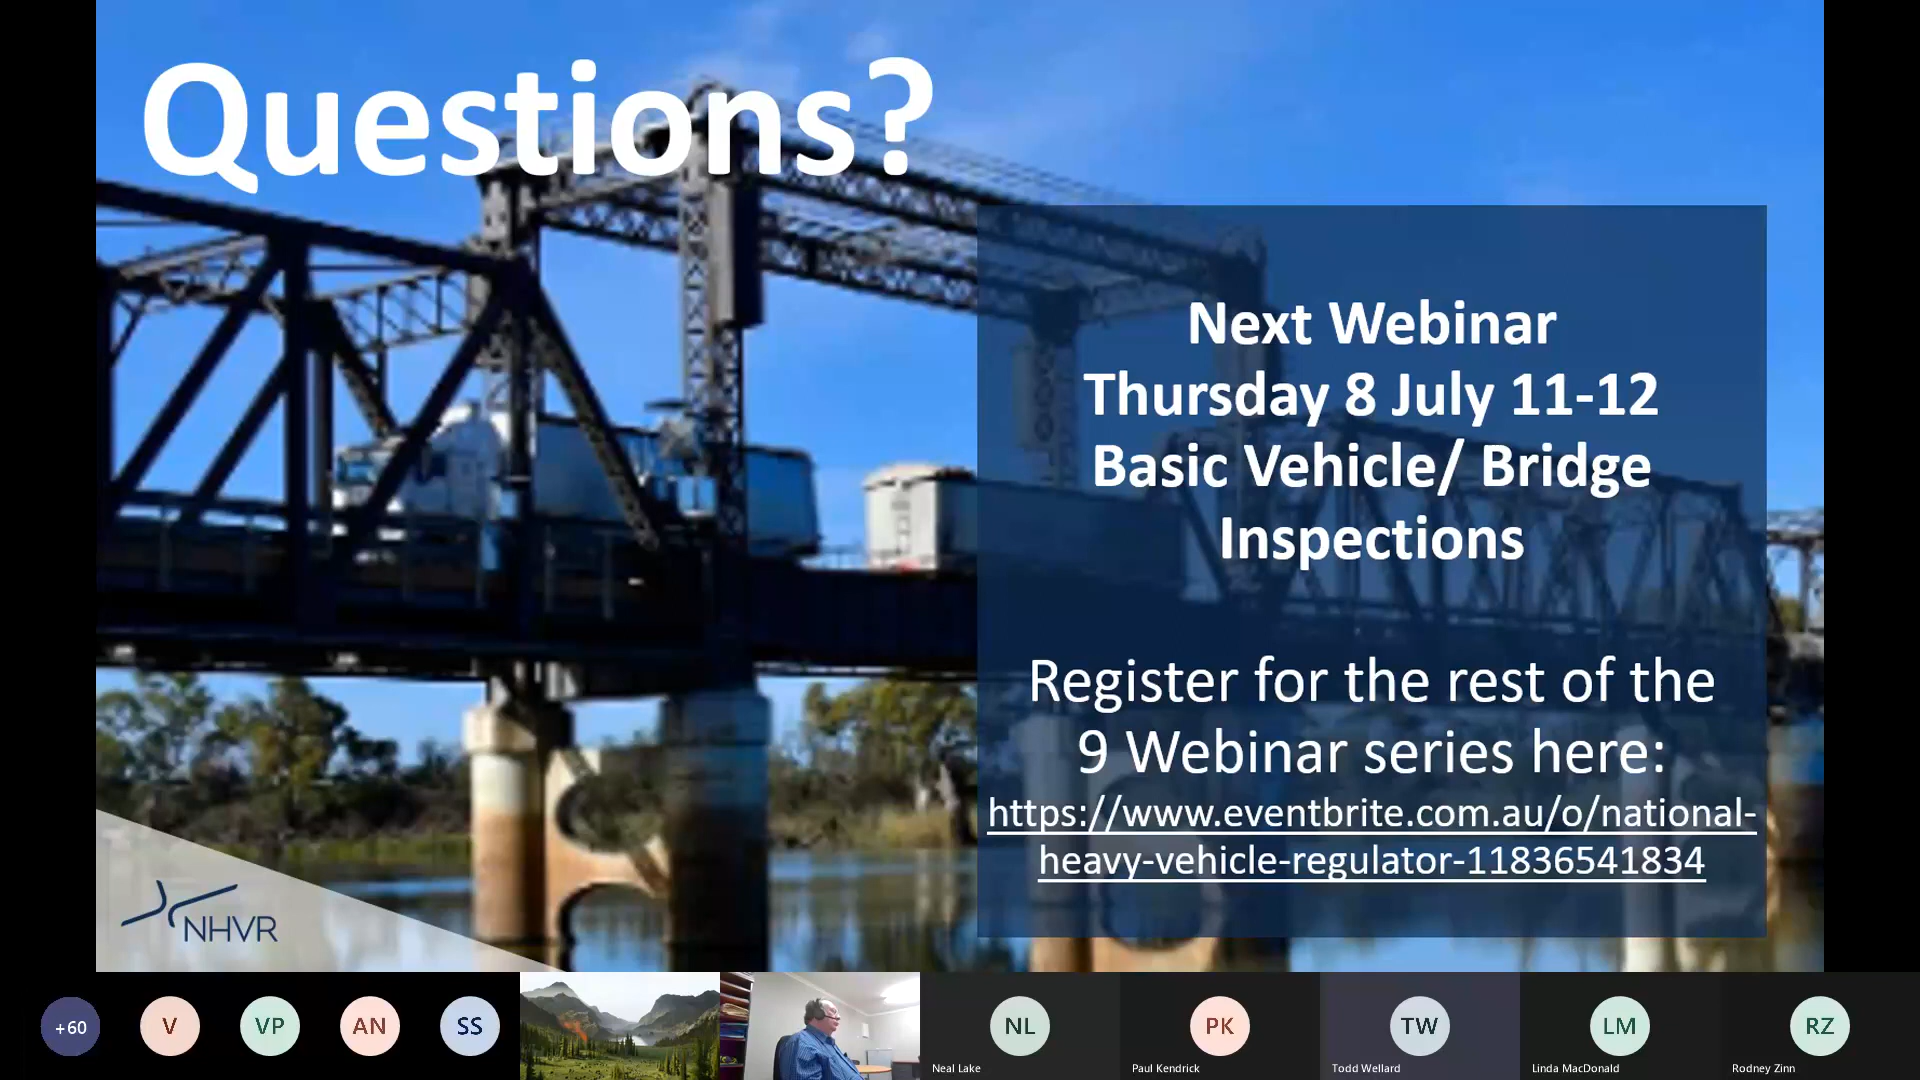 Questions?
Next Webinar
Thursday 8 July 11-12
Basic Vehicle/ Bridge
Inspections
Register for the rest of the
9 Webinar series here:
https://www.eventbrite.com.au/o/national-
heavy-vehicle-regulator-11836541834
NHVR
+60
V
VP
AN
SS
NL
PK
TW
LM
RZ
Neal Lake
Paul Kendrick
Todd Wellard
Linda MacDonald
Rodney Zinn